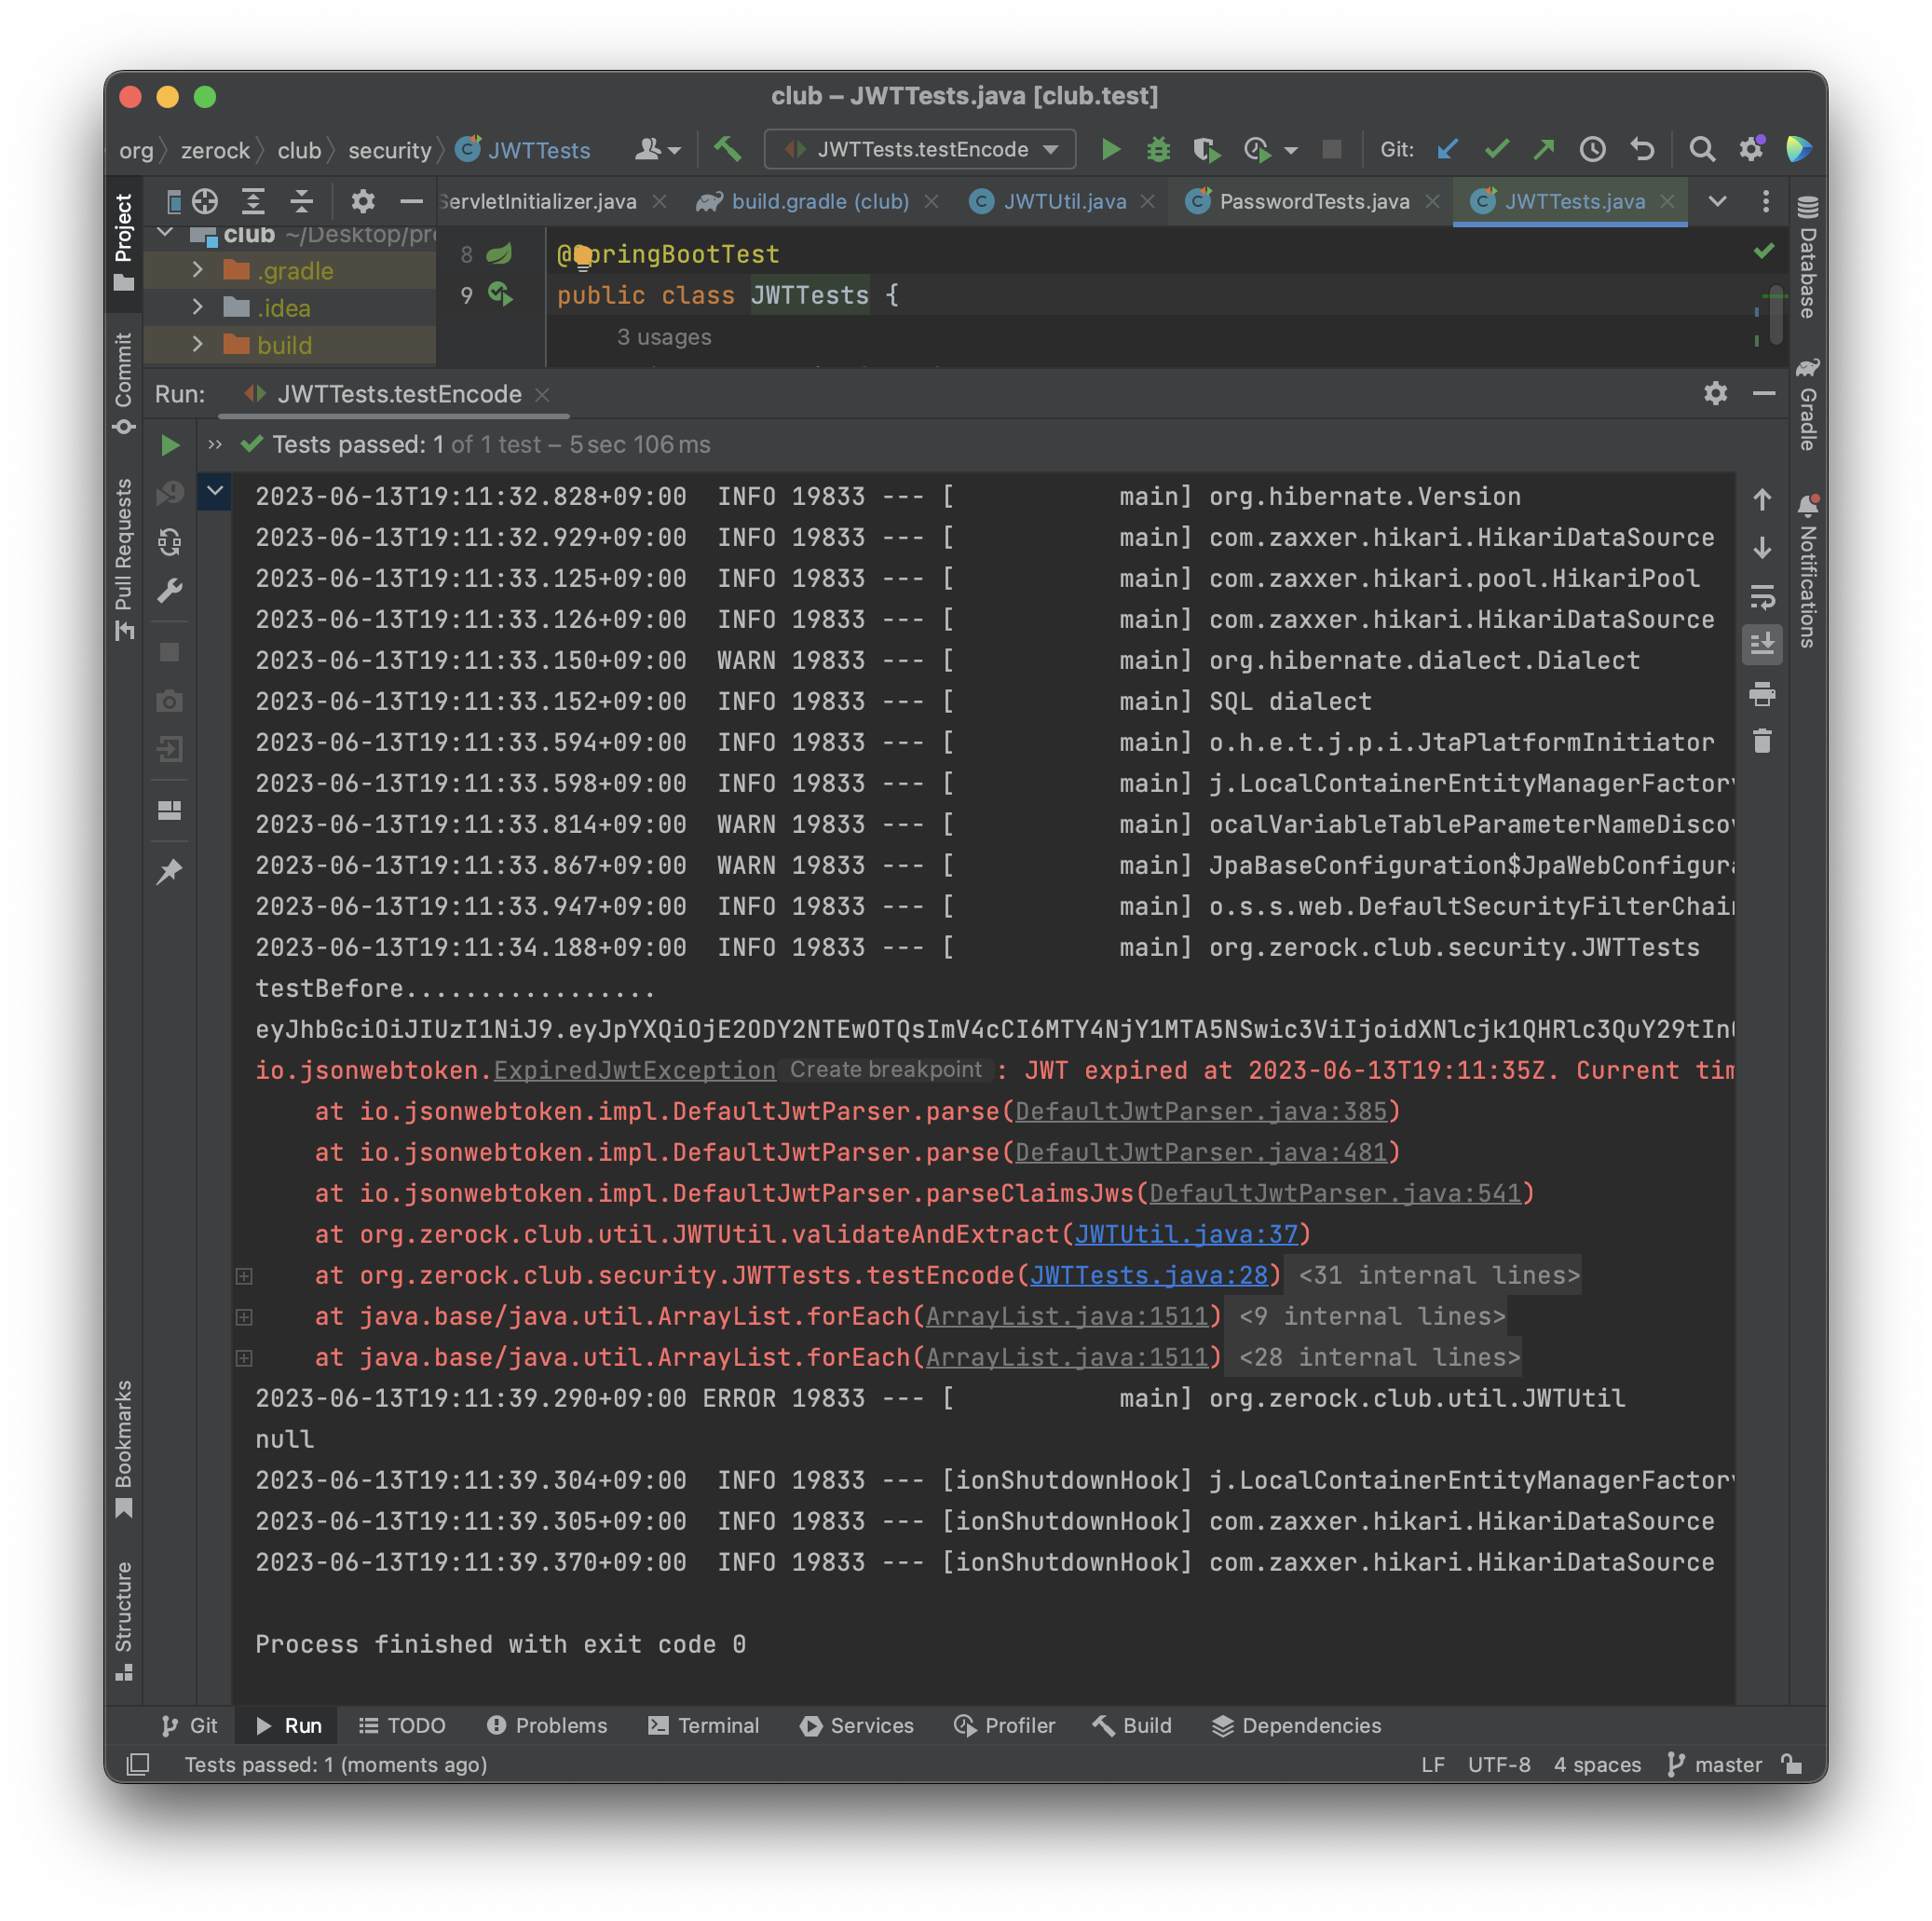 club – JWTTests.java [club.test]
org zerock club security JWTTests JWTTests.testEncode Git:
Project
ServletInitializer.java build.gradle (club) JWTUtil.java PasswordTests.java JWTTests.java
club ~/Desktop/pr
.gradle
.idea
build
8 @SpringBootTest
9 public class JWTTests {
3 usages
Database
Gradle
Notifications
Commit
Pull Requests
Bookmarks
Structure
Run: JWTTests.testEncode
Tests passed: 1 of 1 test – 5 sec 106 ms
2023-06-13T19:11:32.828+09:00 INFO 19833 --- [ main] org.hibernate.Version
2023-06-13T19:11:32.929+09:00 INFO 19833 --- [ main] com.zaxxer.hikari.HikariDataSource
2023-06-13T19:11:33.125+09:00 INFO 19833 --- [ main] com.zaxxer.hikari.pool.HikariPool
2023-06-13T19:11:33.126+09:00 INFO 19833 --- [ main] com.zaxxer.hikari.HikariDataSource
2023-06-13T19:11:33.150+09:00 WARN 19833 --- [ main] org.hibernate.dialect.Dialect
2023-06-13T19:11:33.152+09:00 INFO 19833 --- [ main] SQL dialect
2023-06-13T19:11:33.594+09:00 INFO 19833 --- [ main] o.h.e.t.j.p.i.JtaPlatformInitiator
2023-06-13T19:11:33.598+09:00 INFO 19833 --- [ main] j.LocalContainerEntityManagerFactory
2023-06-13T19:11:33.814+09:00 WARN 19833 --- [ main] ocalVariableTableParameterNameDiscov
2023-06-13T19:11:33.867+09:00 WARN 19833 --- [ main] JpaBaseConfiguration$JpaWebConfigura
2023-06-13T19:11:33.947+09:00 INFO 19833 --- [ main] o.s.s.web.DefaultSecurityFilterChain
2023-06-13T19:11:34.188+09:00 INFO 19833 --- [ main] org.zerock.club.security.JWTTests
testBefore.................
eyJhbGciOiJIUzI1NiJ9.eyJpYXQiOjE2ODY2NTEwOTQsImV4cCI6MTY4NjY1MTA5NSwic3ViIjoidXNlcjk1QHRlc3QuY29tIn0
io.jsonwebtoken.ExpiredJwtException Create breakpoint : JWT expired at 2023-06-13T19:11:35Z. Current tim
at io.jsonwebtoken.impl.DefaultJwtParser.parse(DefaultJwtParser.java:385)
at io.jsonwebtoken.impl.DefaultJwtParser.parse(DefaultJwtParser.java:481)
at io.jsonwebtoken.impl.DefaultJwtParser.parseClaimsJws(DefaultJwtParser.java:541)
at org.zerock.club.util.JWTUtil.validateAndExtract(JWTUtil.java:37)
at org.zerock.club.security.JWTTests.testEncode(JWTTests.java:28) <31 internal lines>
at java.base/java.util.ArrayList.forEach(ArrayList.java:1511) <9 internal lines>
at java.base/java.util.ArrayList.forEach(ArrayList.java:1511) <28 internal lines>
2023-06-13T19:11:39.290+09:00 ERROR 19833 --- [ main] org.zerock.club.util.JWTUtil
null
2023-06-13T19:11:39.304+09:00 INFO 19833 --- [ionShutdownHook] j.LocalContainerEntityManagerFactory
2023-06-13T19:11:39.305+09:00 INFO 19833 --- [ionShutdownHook] com.zaxxer.hikari.HikariDataSource
2023-06-13T19:11:39.370+09:00 INFO 19833 --- [ionShutdownHook] com.zaxxer.hikari.HikariDataSource
Process finished with exit code 0
Git Run TODO Problems Terminal Services Profiler Build Dependencies
Tests passed: 1 (moments ago) LF UTF-8 4 spaces master